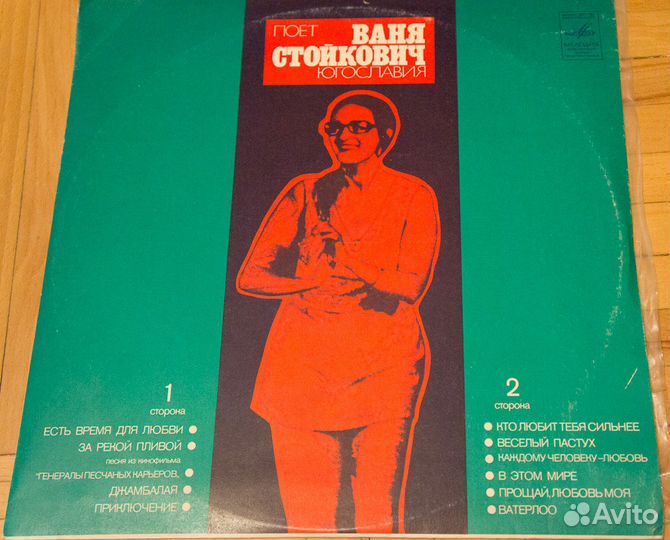 ПОЕТ ВАНЯ
СТОЙКОВИЧ
ЮГОСЛАВИЯ
МЕЛОДИЯ
1
сторона
ЕСТЬ ВРЕМЯ ДЛЯ ЛЮБВИ
ЗА РЕКОЙ ПЛИВОЙ
песня из кинофильма
"ГЕНЕРАЛЫ ПЕСЧАНЫХ КАРЬЕРОВ„
ДЖАМБАЛАЯ
ПРИКЛЮЧЕНИЕ
2
сторона
КТО ЛЮБИТ ТЕБЯ СИЛЬНЕЕ
ВЕСЕЛЫЙ ПАСТУХ
КАЖДОМУ ЧЕЛОВЕКУ-ЛЮБОВЬ
В ЭТОМ МИРЕ
ПРОЩАЙ, ЛЮБОВЬ МОЯ
ВАТЕРЛОО
Avito